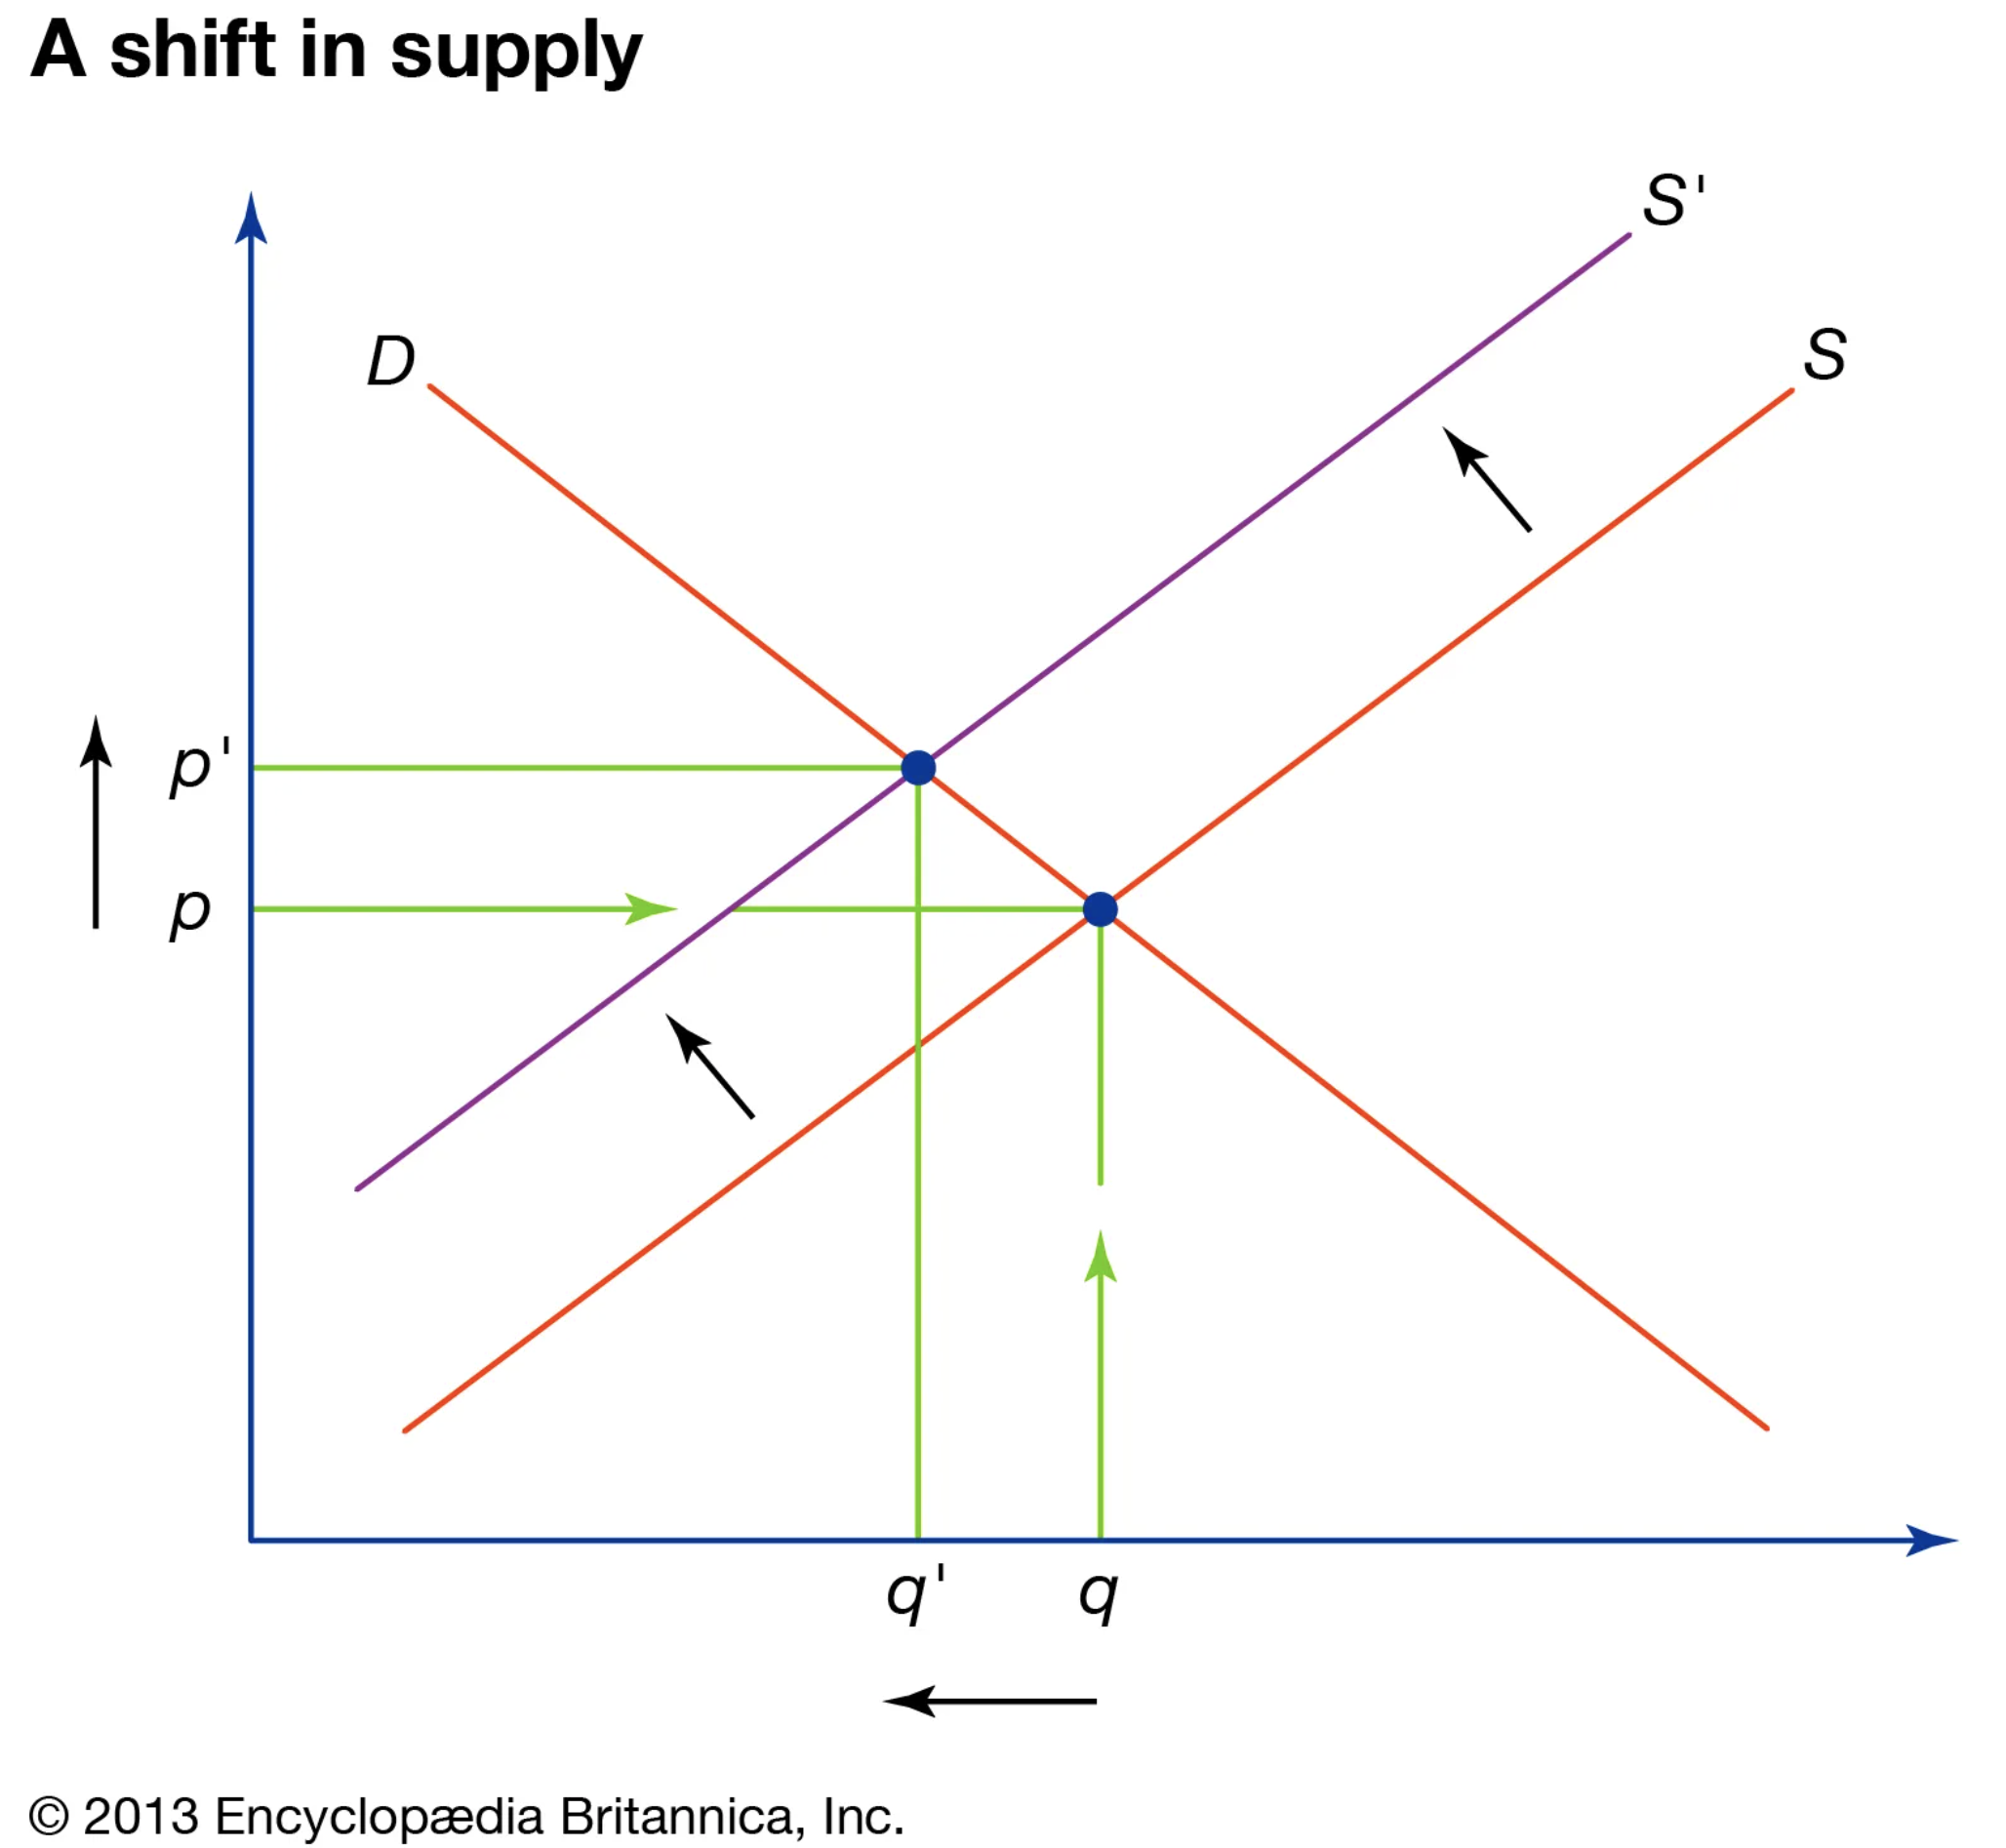 A shift in supply
S'
S
D
p'
p
q' q
© 2013 Encyclopædia Britannica, Inc.